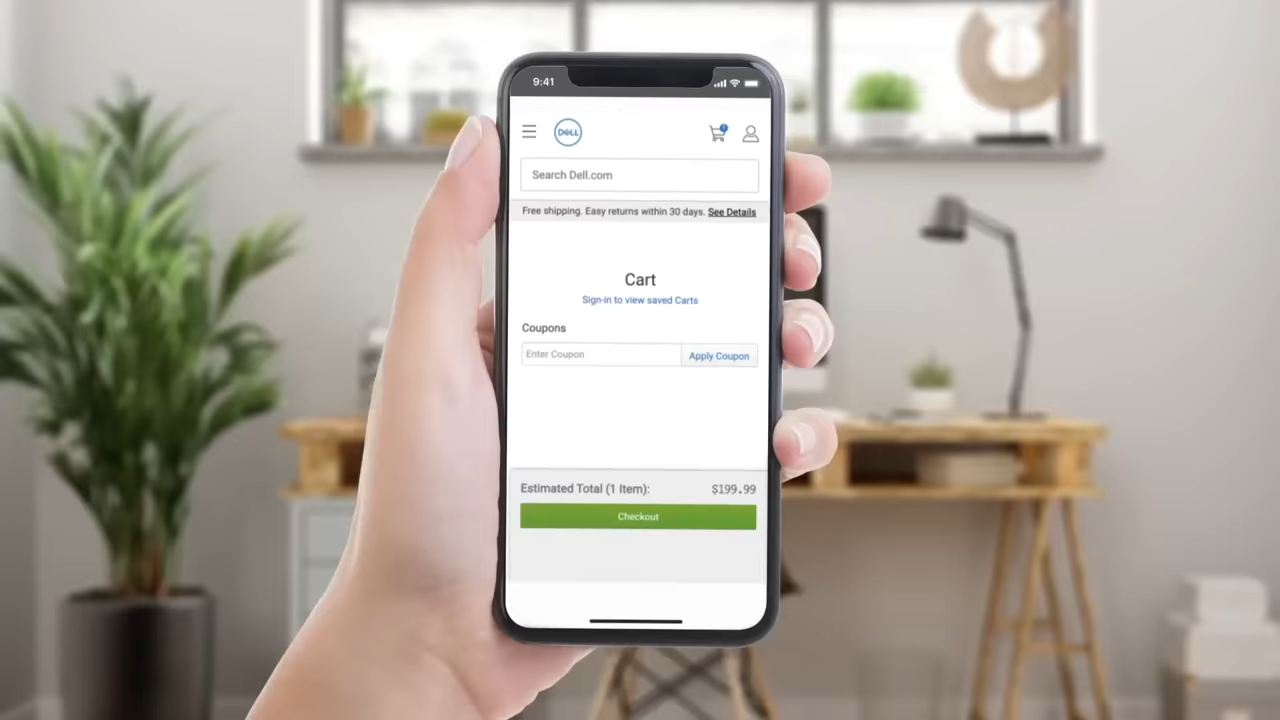 9:41
DELL
1
Search Dell.com
Free shipping. Easy returns within 30 days. See Details
Cart
Sign-in to view saved Carts
Coupons
Enter Coupon Apply Coupon
Estimated Total (1 Item): $199.99
Checkout